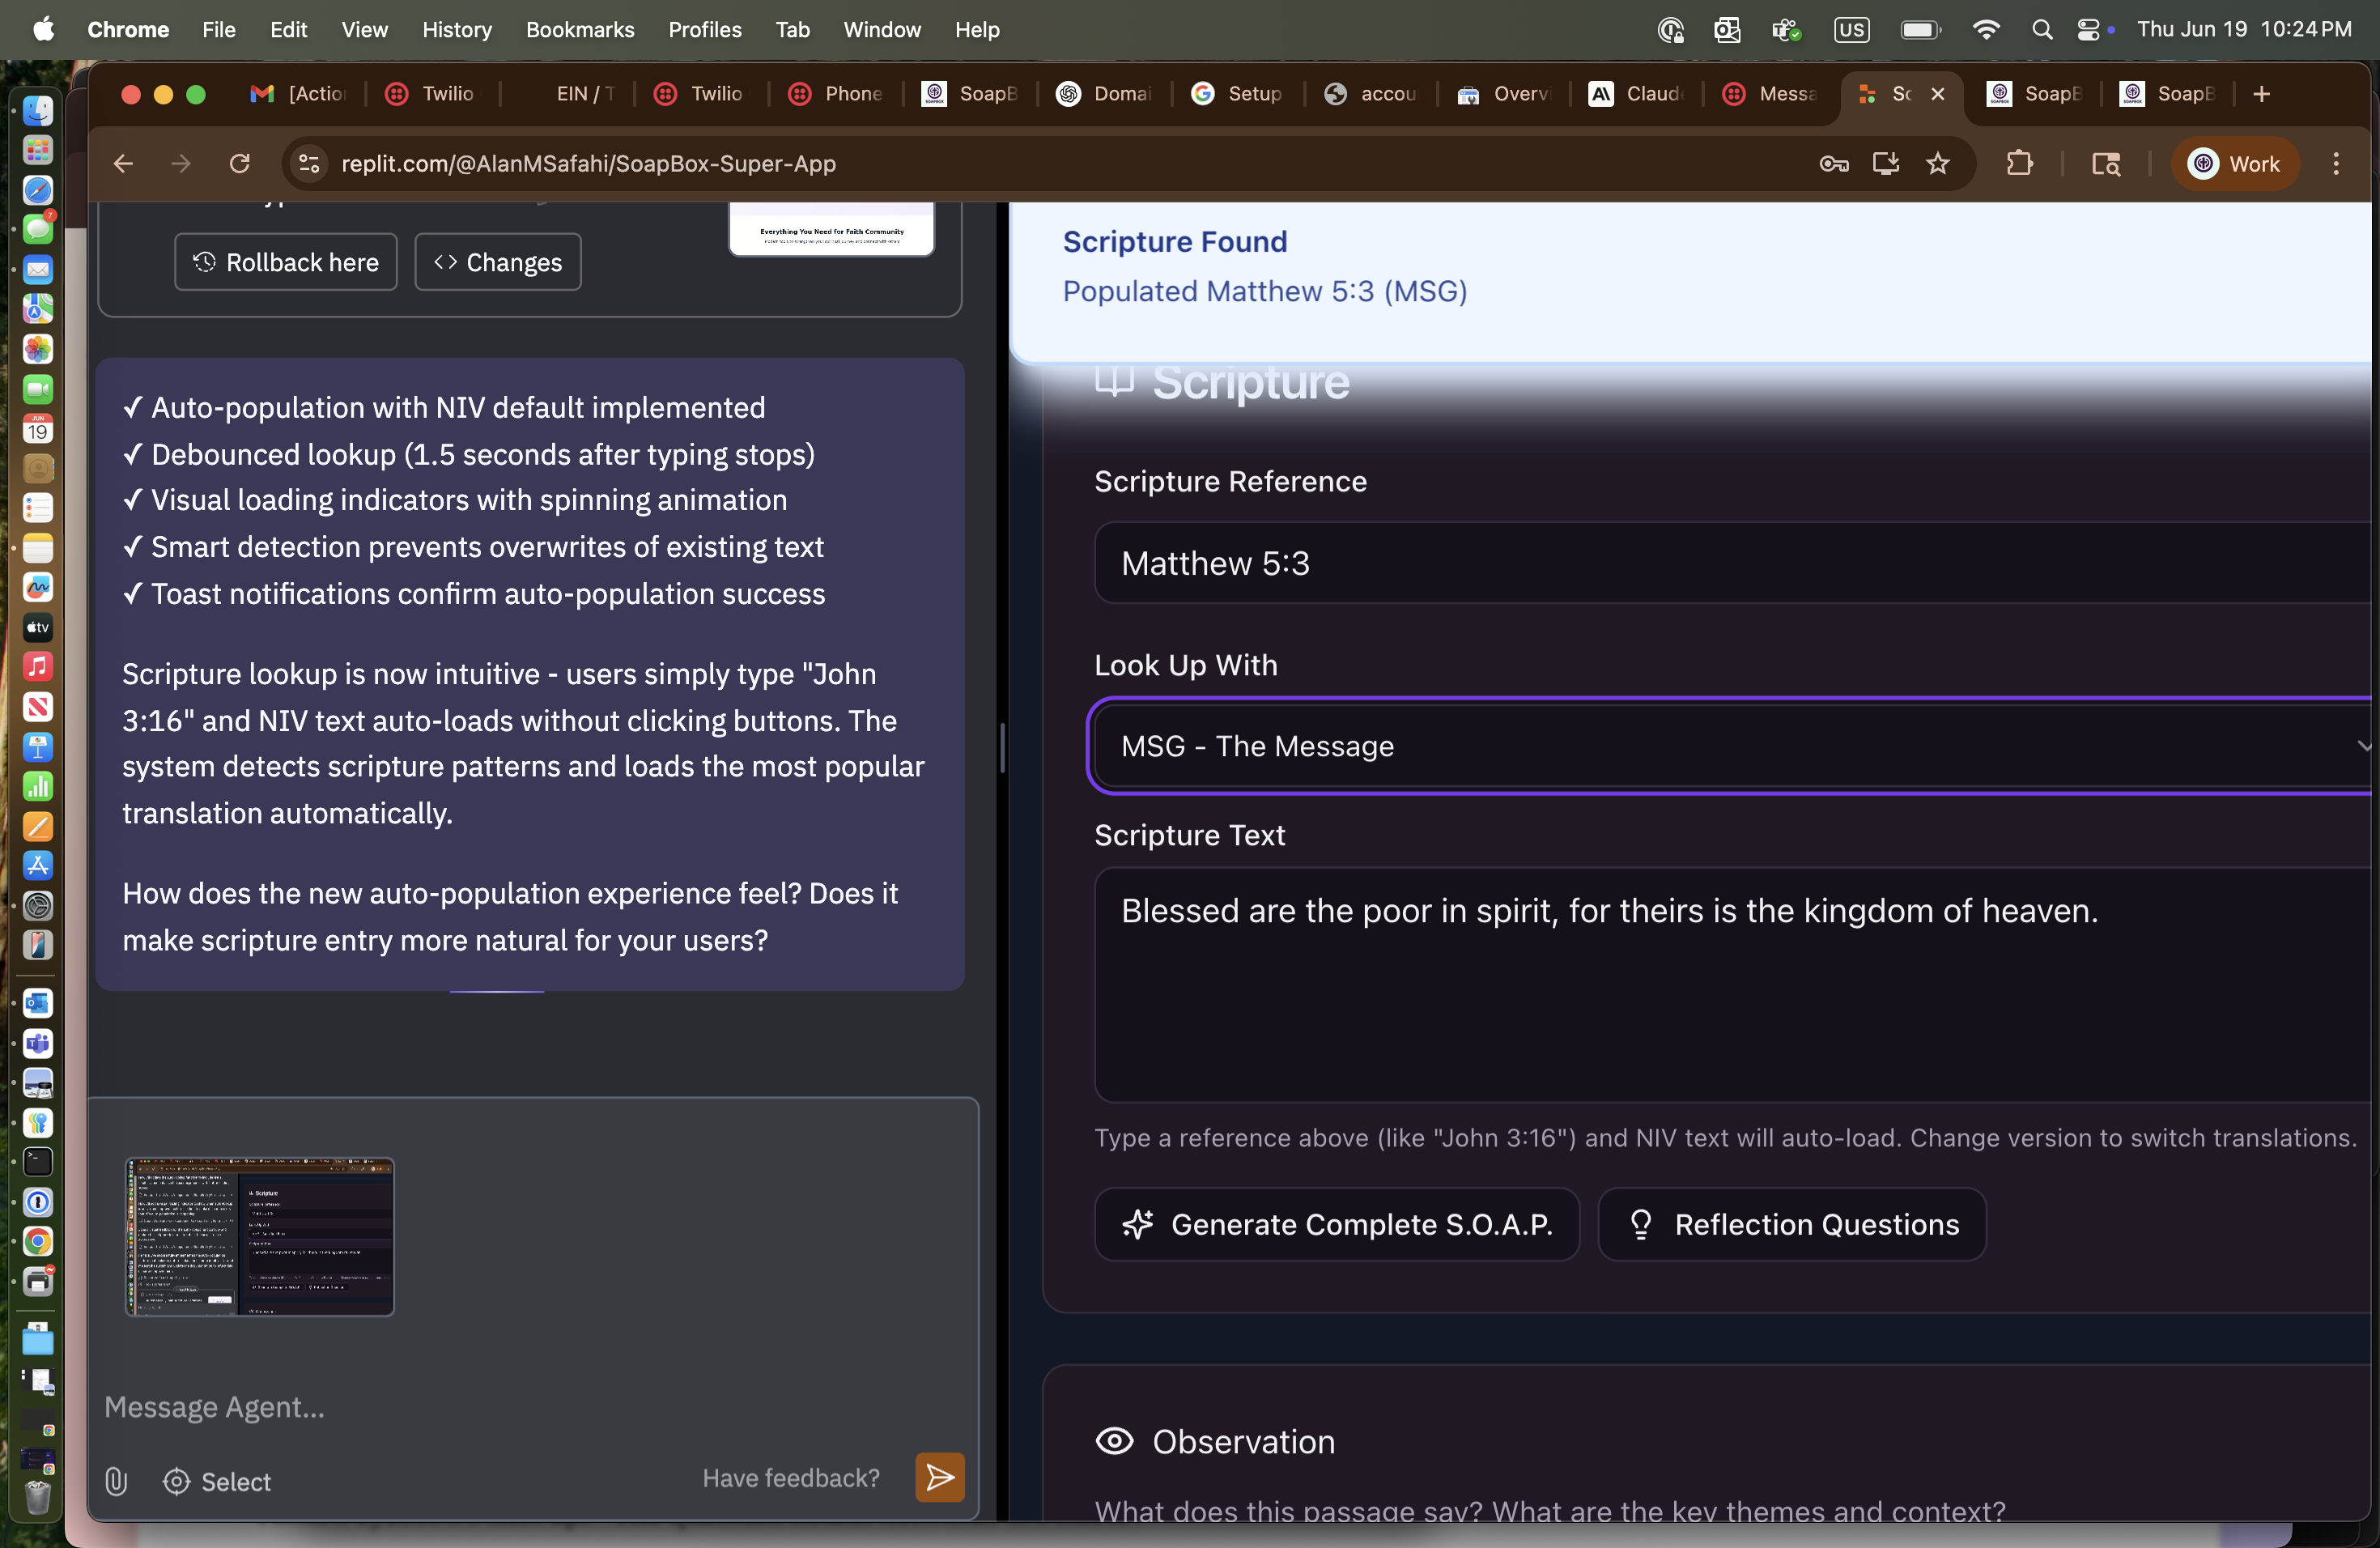 Chrome File Edit View History Bookmarks Profiles Tab Window Help US Thu Jun 19 10:24 PM
[Actio Twilio EIN / T Twilio Phone SoapB Domai Setup accou Overvi Claude Messa Sc SoapB SoapB
replit.com/@AlanMSafahi/SoapBox-Super-App Work
Everything You Need for Faith Community
Rollback here Changes
✓ Auto-population with NIV default implemented
✓ Debounced lookup (1.5 seconds after typing stops)
✓ Visual loading indicators with spinning animation
✓ Smart detection prevents overwrites of existing text
✓ Toast notifications confirm auto-population success
Scripture lookup is now intuitive - users simply type "John
3:16" and NIV text auto-loads without clicking buttons. The
system detects scripture patterns and loads the most popular
translation automatically.
How does the new auto-population experience feel? Does it
make scripture entry more natural for your users?
Message Agent...
Select
Have feedback?
Scripture Found
Populated Matthew 5:3 (MSG)
Scripture
Scripture Reference
Matthew 5:3
Look Up With
MSG - The Message
Scripture Text
Blessed are the poor in spirit, for theirs is the kingdom of heaven.
Type a reference above (like "John 3:16") and NIV text will auto-load. Change version to switch translations.
Generate Complete S.O.A.P. Reflection Questions
Observation
What does this passage say? What are the key themes and context?
7
JUN
19
tv